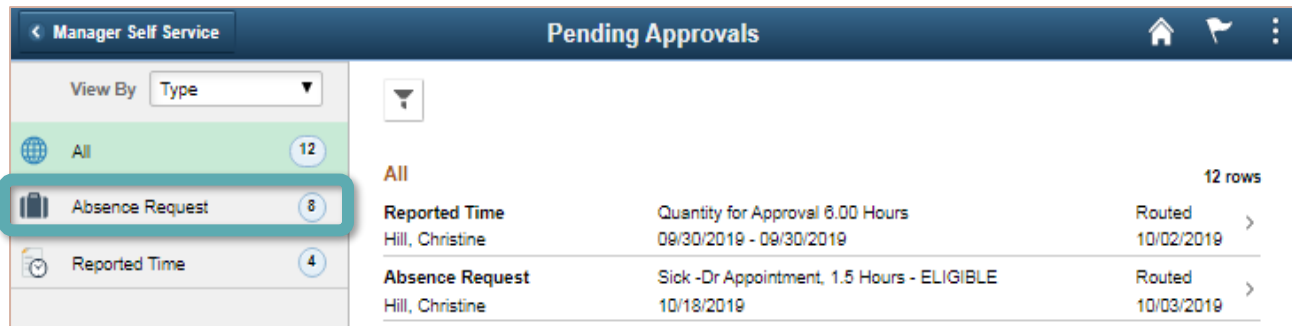 Manager Self Service
Pending Approvals
View By Type
All 12
Absence Request 8
Reported Time 4
All
12 rows
Reported Time Quantity for Approval 6.00 Hours Routed
Hill, Christine 09/30/2019 - 09/30/2019 10/02/2019
Absence Request Sick -Dr Appointment, 1.5 Hours - ELIGIBLE Routed
Hill, Christine 10/18/2019 10/03/2019